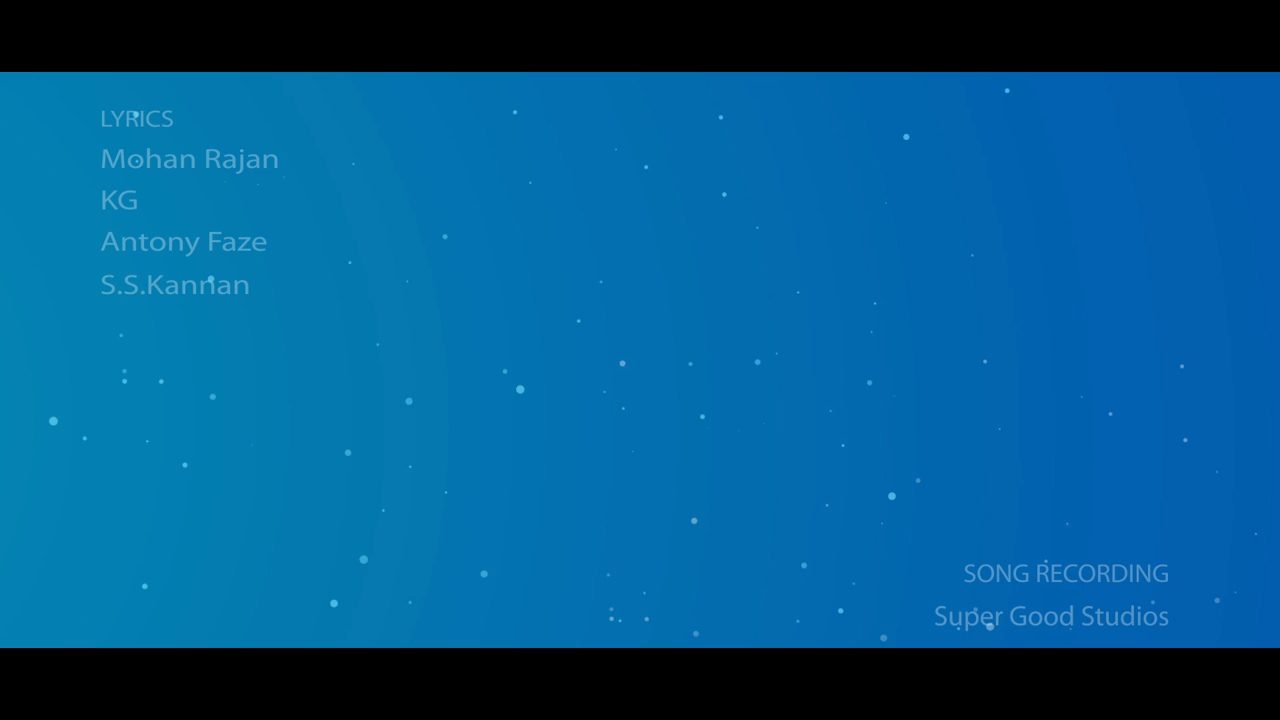 LYRICS
Mohan Rajan
KG
Antony Faze
S.S.Kannan
SONG RECORDING
Super Good Studios